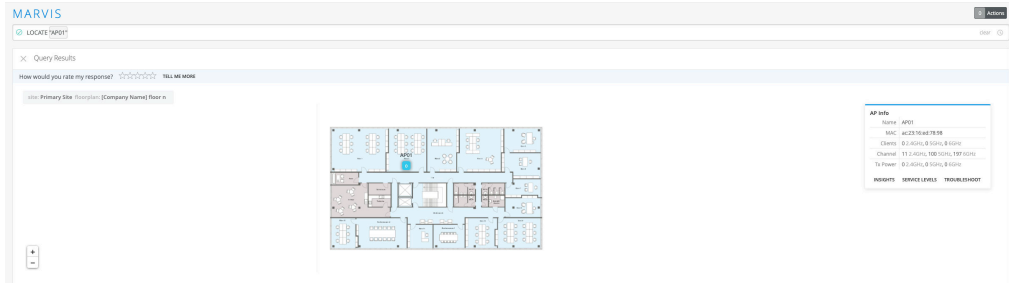 MARVIS
0 Actions
LOCATE "AP01"
Query Results
How would you rate my response? TELL ME MORE
site: Primary Site floorplan: [Company Name] floor n
AP Info
Name AP01
MAC ac:23:16:ed:78:98
Clients 0 2.4GHz, 0 5GHz, 0 6GHz
Channel 11 2.4GHz, 100 5GHz, 197 6GHz
Tx Power 0 2.4GHz, 0 5GHz, 0 6GHz
INSIGHTS SERVICE LEVELS TROUBLESHOOT
AP01
0
+
−